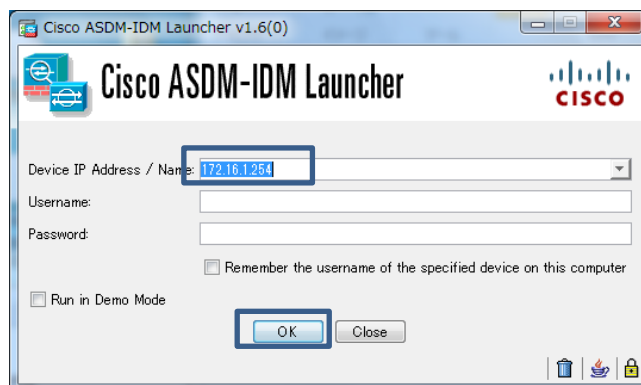 Cisco ASDM-IDM Launcher v1.6(0)
Cisco ASDM-IDM Launcher
CISCO
Device IP Address / Name: 172.16.1.254
Username:
Password:
Remember the username of the specified device on this computer
Run in Demo Mode
OK Close